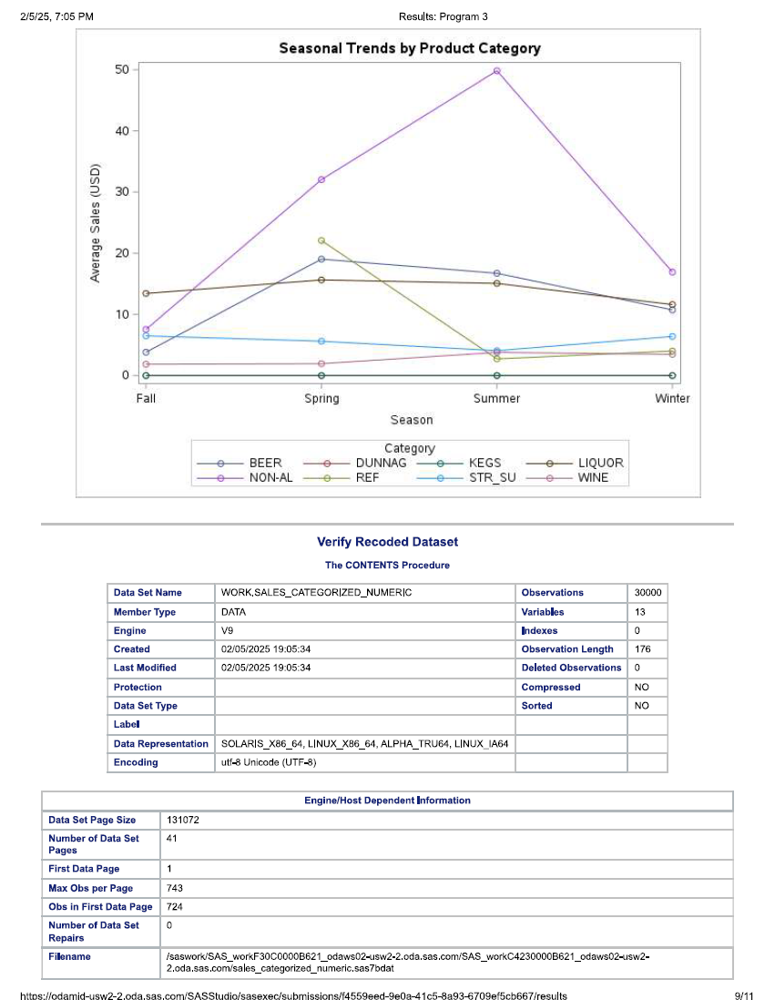 2/5/25, 7:05 PM Results: Program 3
Seasonal Trends by Product Category
50
40
30
20
10
0
Average Sales (USD)
Fall Spring Summer Winter
Season
Category
BEER DUNNAG KEGS LIQUOR
NON-AL REF STR_SU WINE
Verify Recoded Dataset
The CONTENTS Procedure
Data Set Name WORK.SALES_CATEGORIZED_NUMERIC Observations 30000
Member Type DATA Variables 13
Engine V9 Indexes 0
Created 02/05/2025 19:05:34 Observation Length 176
Last Modified 02/05/2025 19:05:34 Deleted Observations 0
Protection Compressed NO
Data Set Type Sorted NO
Label
Data Representation SOLARIS_X86_64, LINUX_X86_64, ALPHA_TRU64, LINUX_IA64
Encoding utf-8 Unicode (UTF-8)
Engine/Host Dependent Information
Data Set Page Size 131072
Number of Data Set 41
Pages
First Data Page 1
Max Obs per Page 743
Obs in First Data Page 724
Number of Data Set 0
Repairs
Filename /saswork/SAS_workF30C0000B621_odaws02-usw2-2.oda.sas.com/SAS_workC4230000B621_odaws02-usw2-
2.oda.sas.com/sales_categorized_numeric.sas7bdat
https://odamid-usw2-2.oda.sas.com/SASStudio/sasexec/submissions/f4559eed-9e0a-41c5-8a93-6709ef5cb667/results 9/11